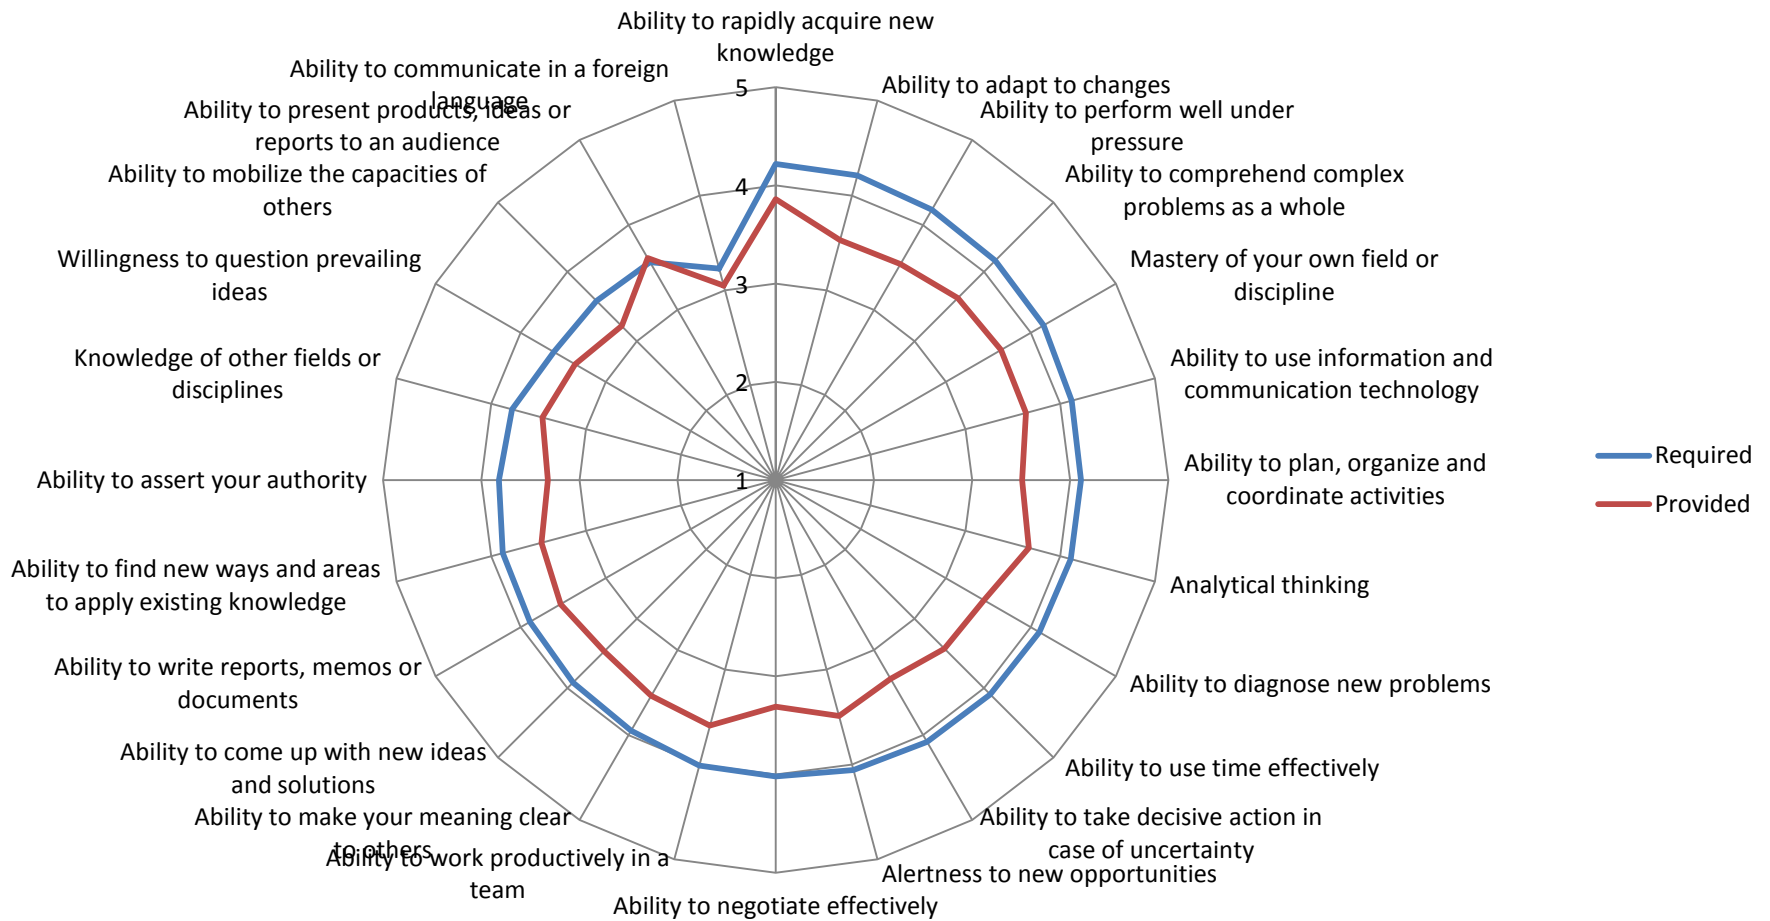 Ability to rapidly acquire new
knowledge
Ability to adapt to changes
Ability to perform well under
pressure
Ability to comprehend complex
problems as a whole
Mastery of your own field or
discipline
Ability to use information and
communication technology
Ability to plan, organize and
coordinate activities
Analytical thinking
Ability to diagnose new problems
Ability to use time effectively
Ability to take decisive action in
case of uncertainty
Alertness to new opportunities
Ability to negotiate effectively
Ability to work productively in a
team
Ability to make your meaning clear
to others
Ability to come up with new ideas
and solutions
Ability to write reports, memos or
documents
Ability to find new ways and areas
to apply existing knowledge
Ability to assert your authority
Knowledge of other fields or
disciplines
Willingness to question prevailing
ideas
Ability to mobilize the capacities of
others
Ability to present products, ideas or
reports to an audience
Ability to communicate in a foreign
language
5
4
3
2
1
Required
Provided